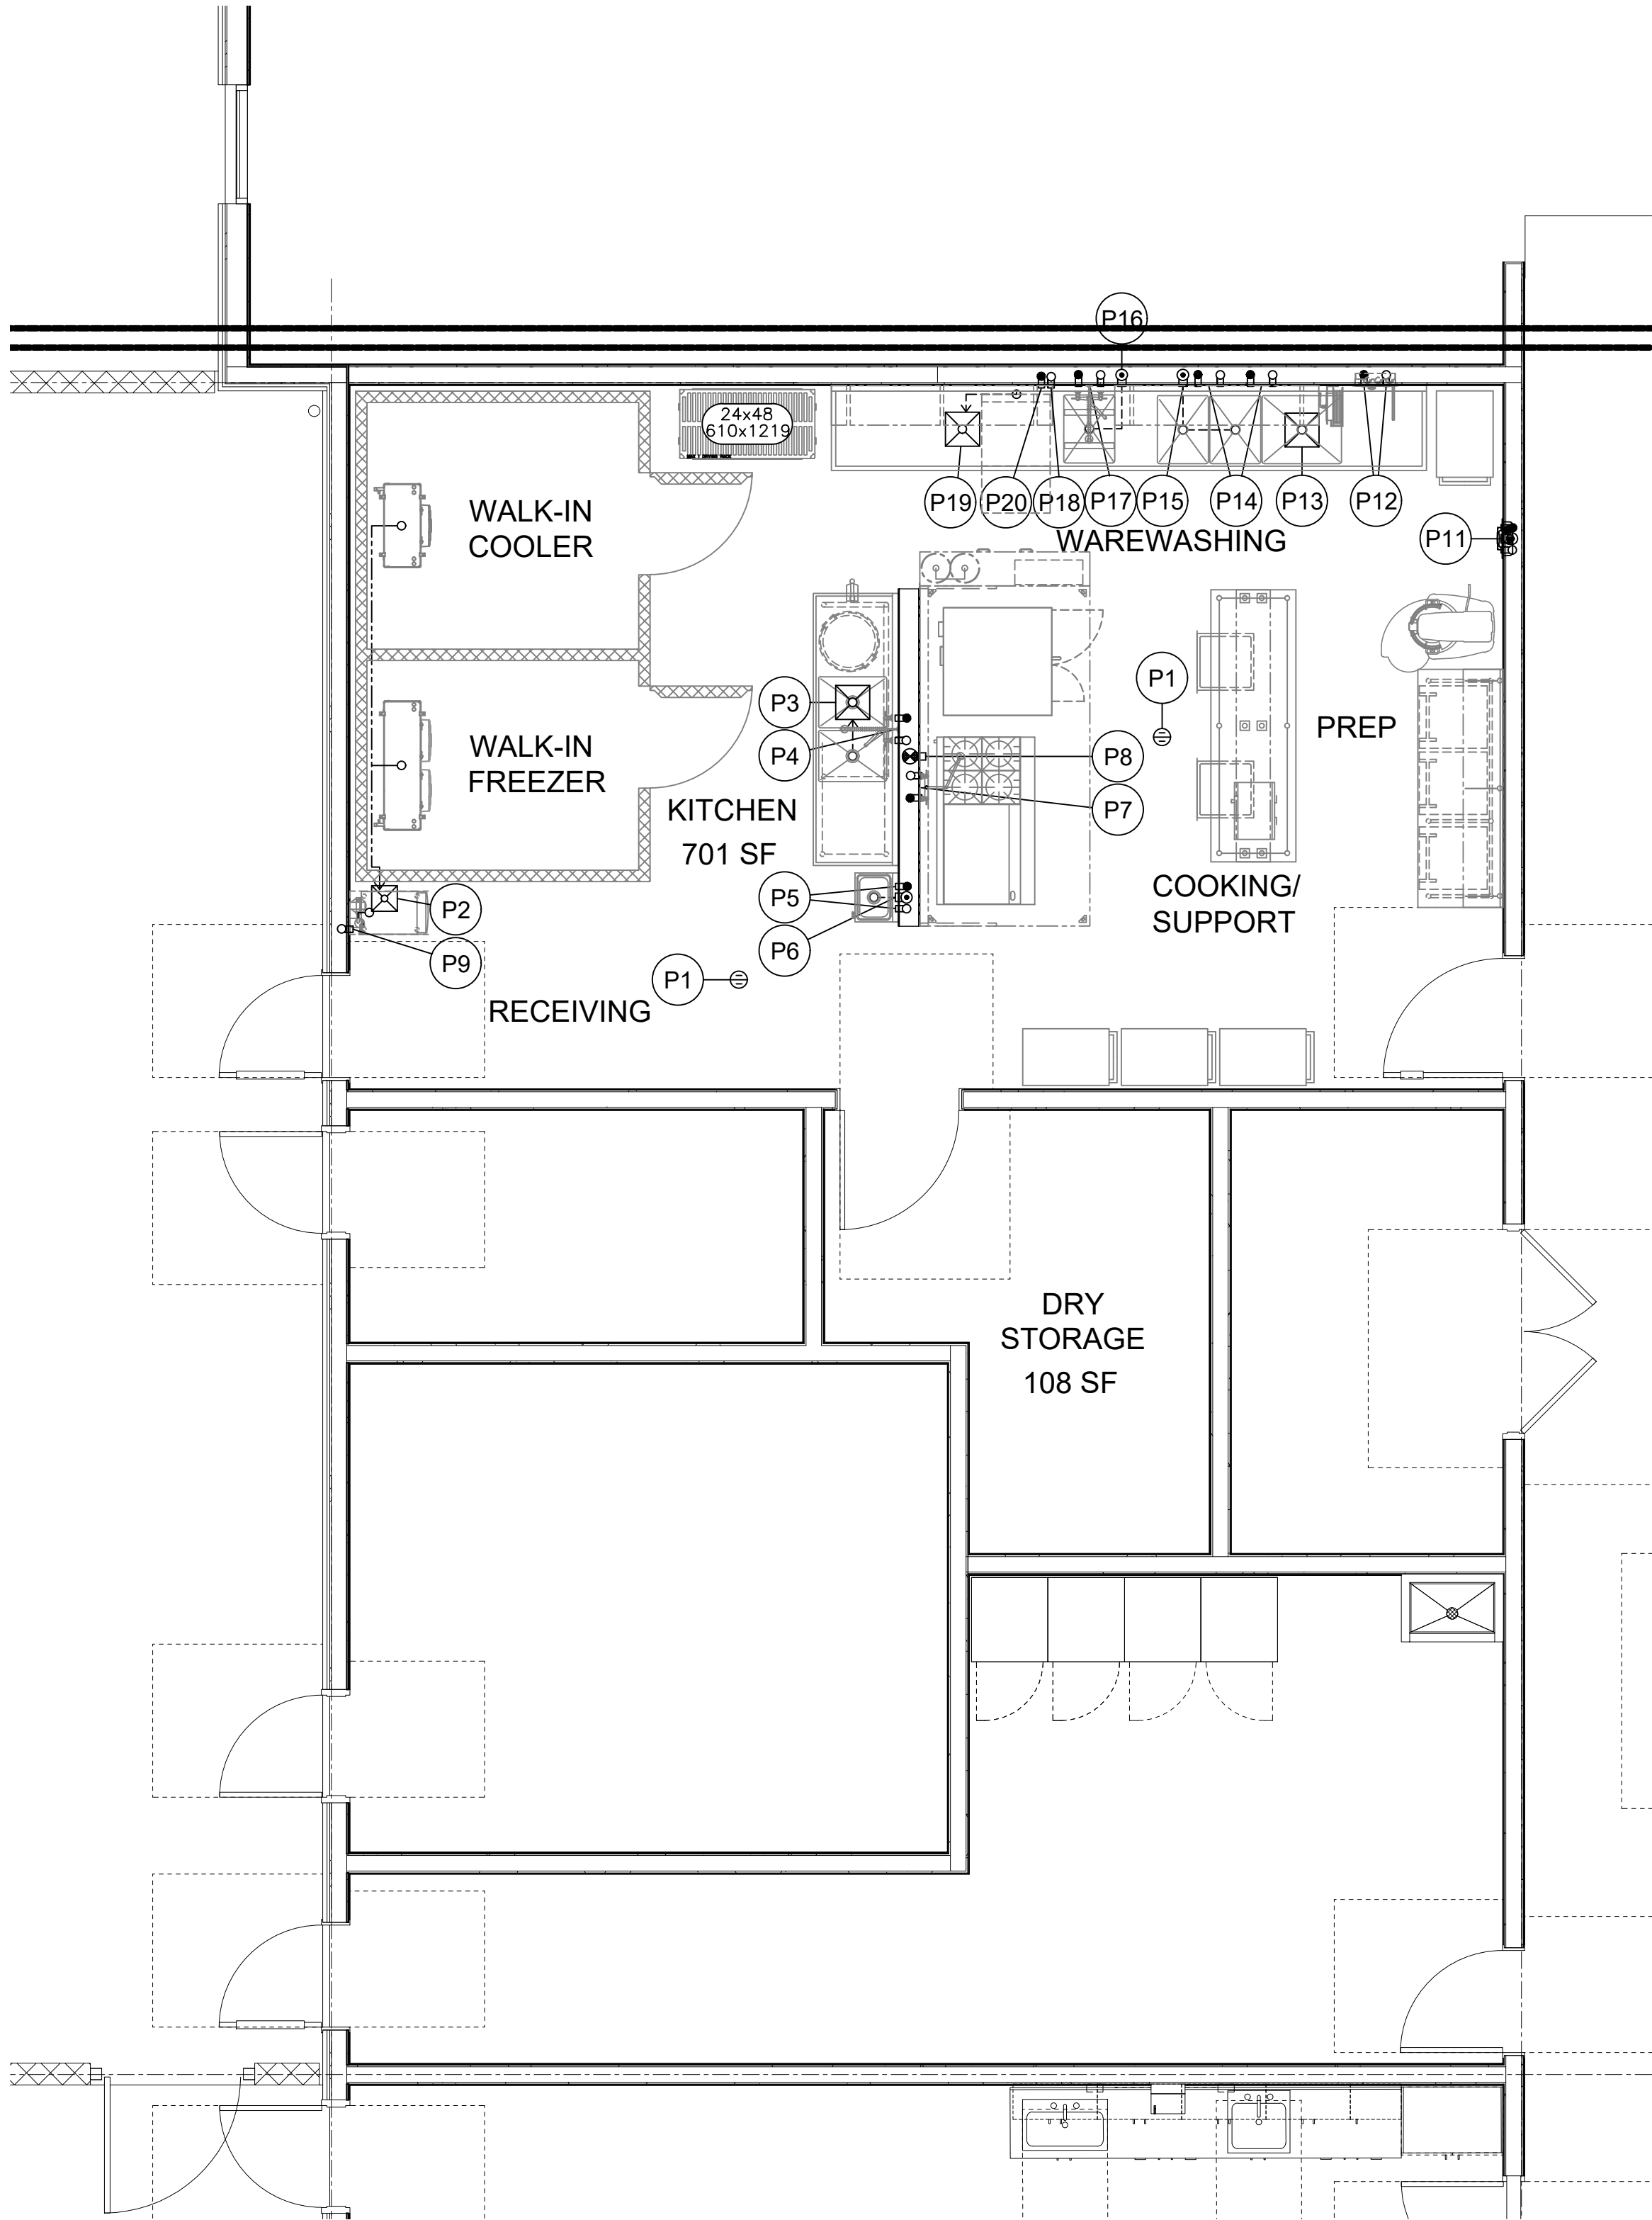 P16
24x48
610x1219
P19
P20
P18
P17
P15
P14
P13
P12
WALK-IN
COOLER
WAREWASHING
P11
P3
P1
P4
P8
PREP
WALK-IN
FREEZER
KITCHEN
701 SF
P7
P5
P2
COOKING/
SUPPORT
P6
P9
P1
RECEIVING
DRY
STORAGE
108 SF